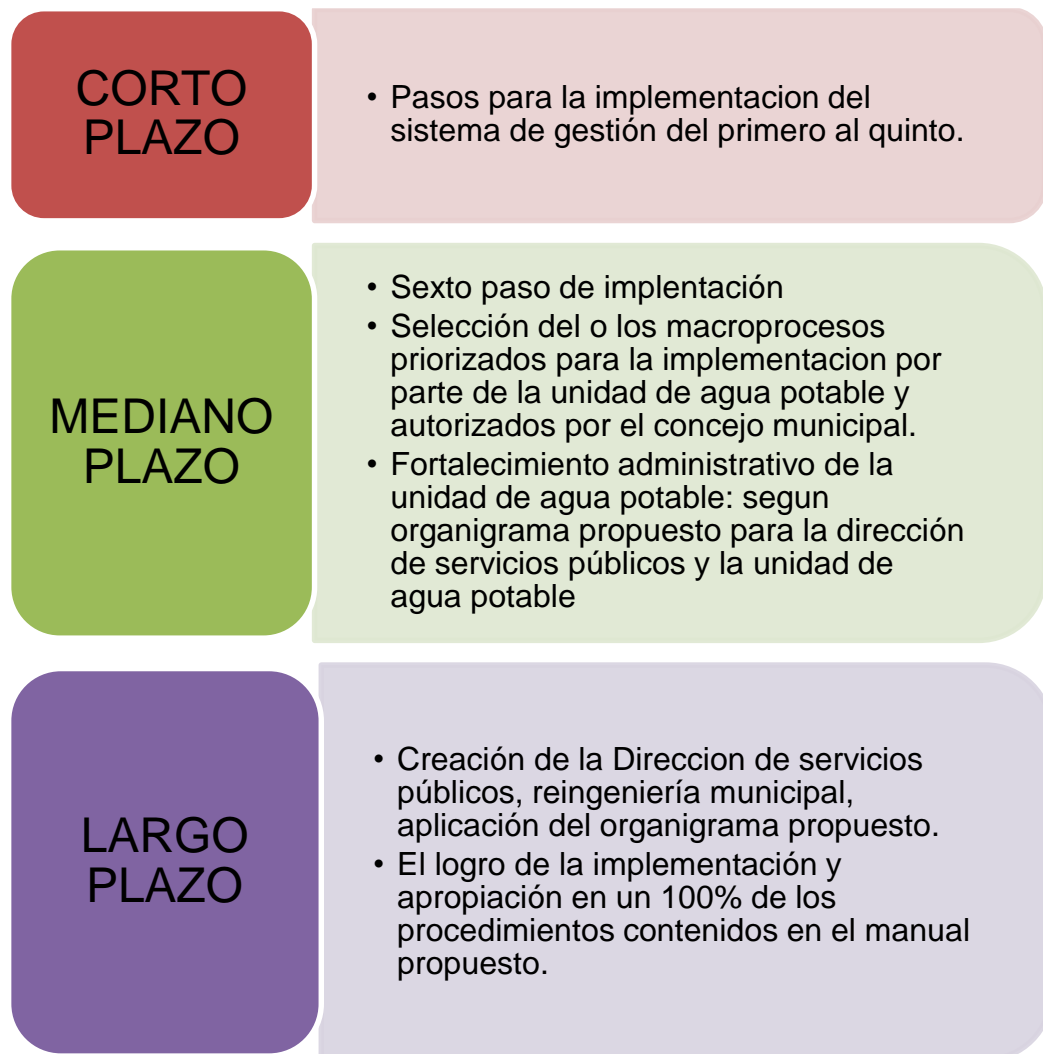 CORTO
PLAZO
• Pasos para la implementacion del
sistema de gestión del primero al quinto.
MEDIANO
PLAZO
• Sexto paso de implentación
• Selección del o los macroprocesos
priorizados para la implementacion por
parte de la unidad de agua potable y
autorizados por el concejo municipal.
• Fortalecimiento administrativo de la
unidad de agua potable: segun
organigrama propuesto para la dirección
de servicios públicos y la unidad de
agua potable
LARGO
PLAZO
• Creación de la Direccion de servicios
públicos, reingeniería municipal,
aplicación del organigrama propuesto.
• El logro de la implementación y
apropiación en un 100% de los
procedimientos contenidos en el manual
propuesto.